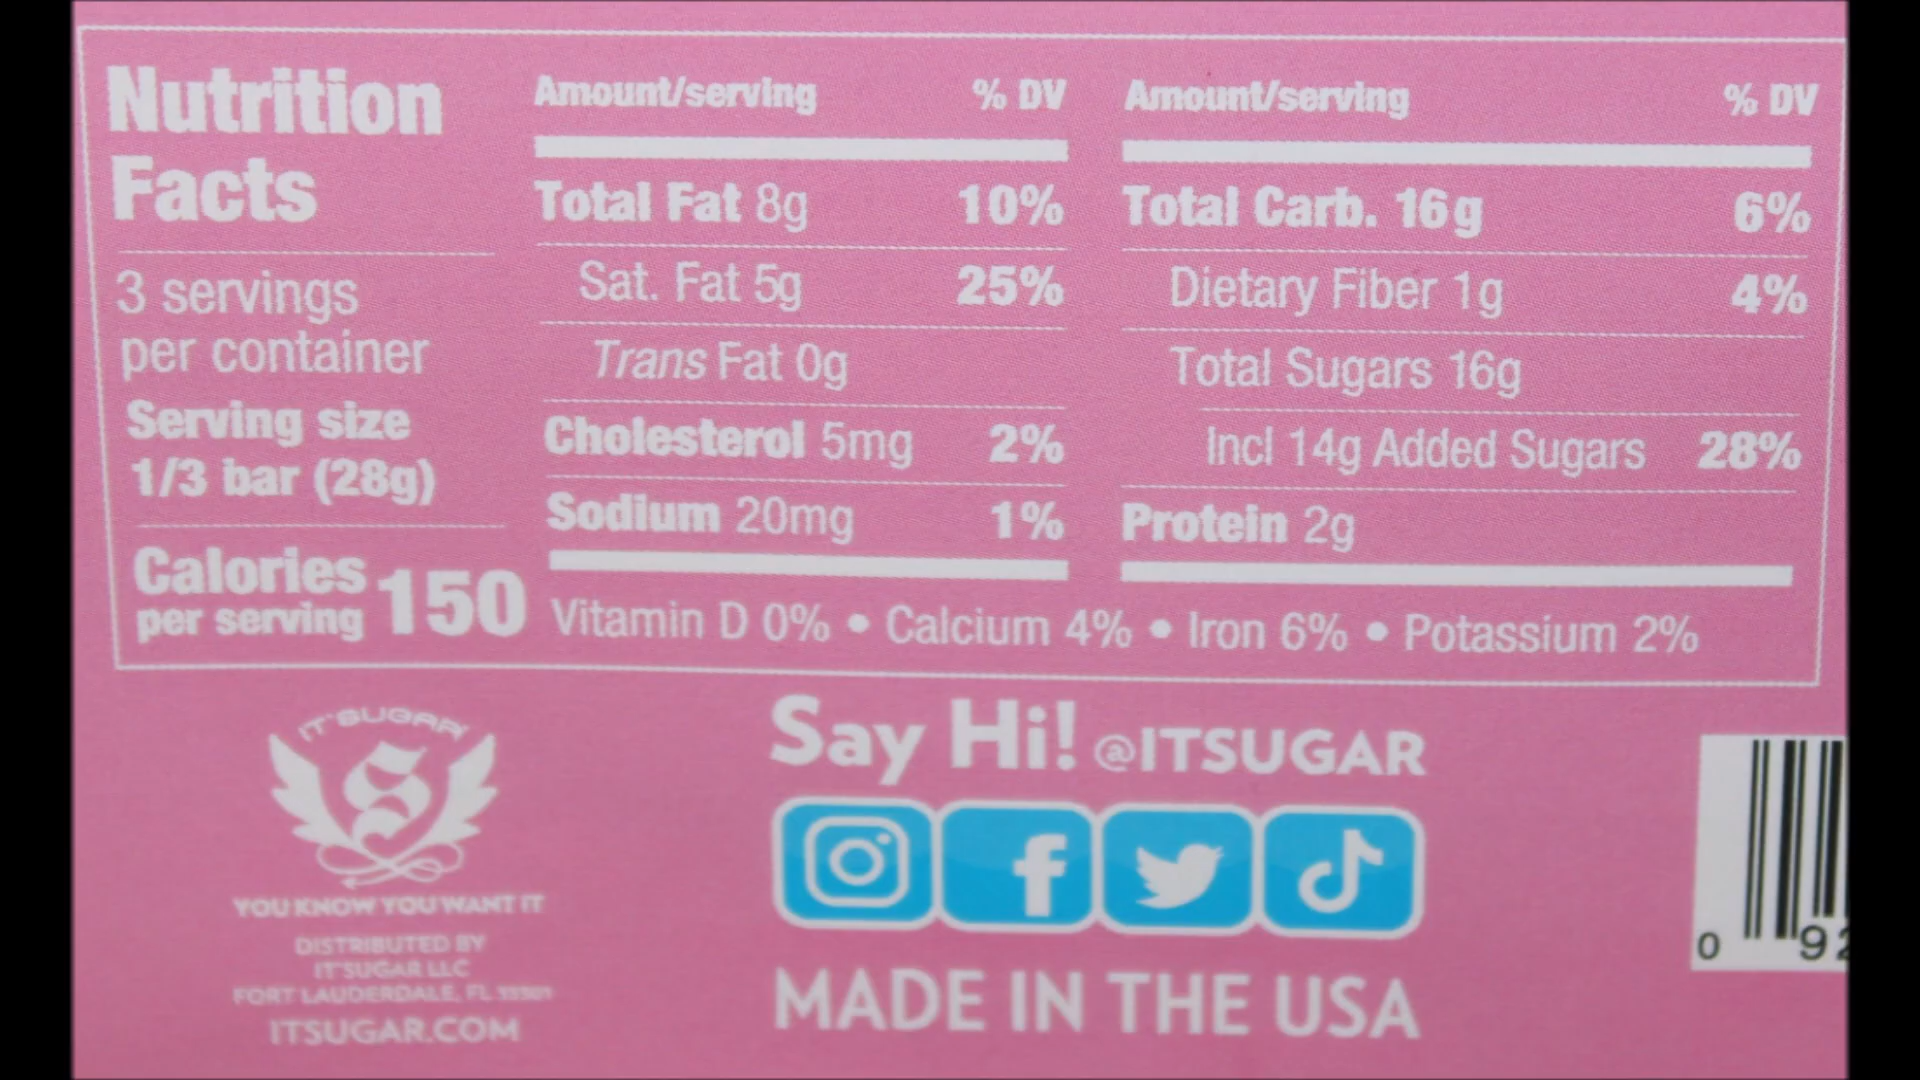 Nutrition
Facts
3 servings
per container
Serving size
1/3 bar (28g)
Calories
per serving 150
Amount/serving % DV
Total Fat 8g 10%
Sat. Fat 5g 25%
Trans Fat 0g
Cholesterol 5mg 2%
Sodium 20mg 1%
Amount/serving % DV
Total Carb. 16g 6%
Dietary Fiber 1g 4%
Total Sugars 16g
Incl 14g Added Sugars 28%
Protein 2g
Vitamin D 0% • Calcium 4% • Iron 6% • Potassium 2%
IT'SUGAR
S
YOU KNOW YOU WANT IT
DISTRIBUTED BY
IT'SUGAR LLC
FORT LAUDERDALE, FL
ITSUGAR.COM
Say Hi! @ITSUGAR
MADE IN THE USA
0 92